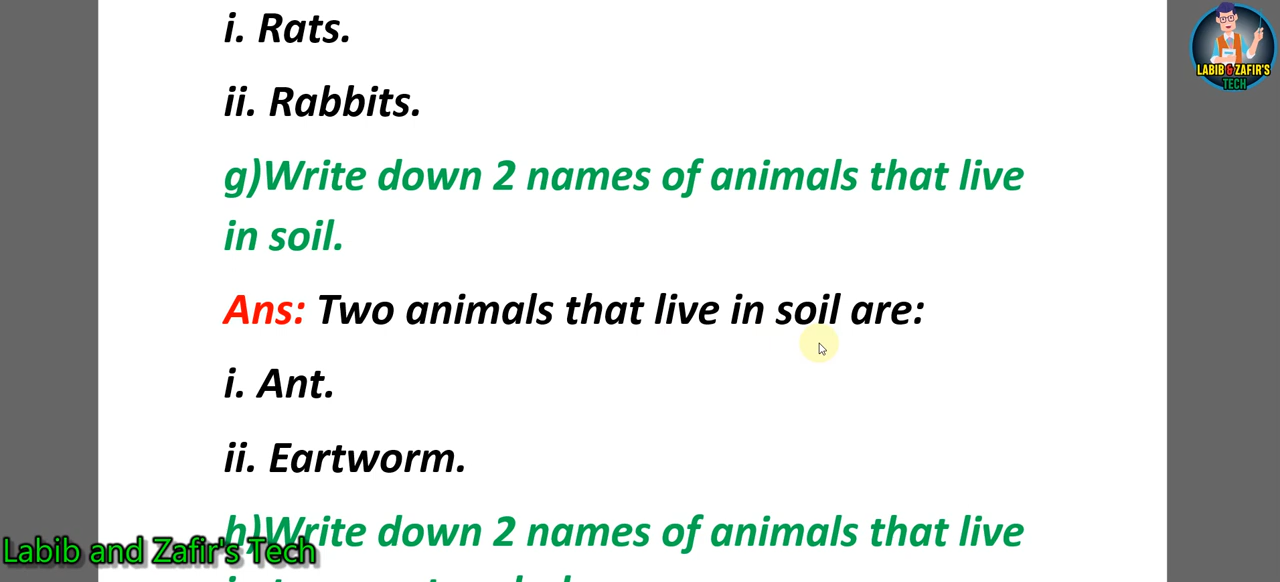 i. Rats.
ii. Rabbits.
g)Write down 2 names of animals that live
in soil.
Ans: Two animals that live in soil are:
i. Ant.
ii. Eartworm.
h)Write down 2 names of animals that live
LABIB & ZAFIR'S
TECH
Labib and Zafir's Tech